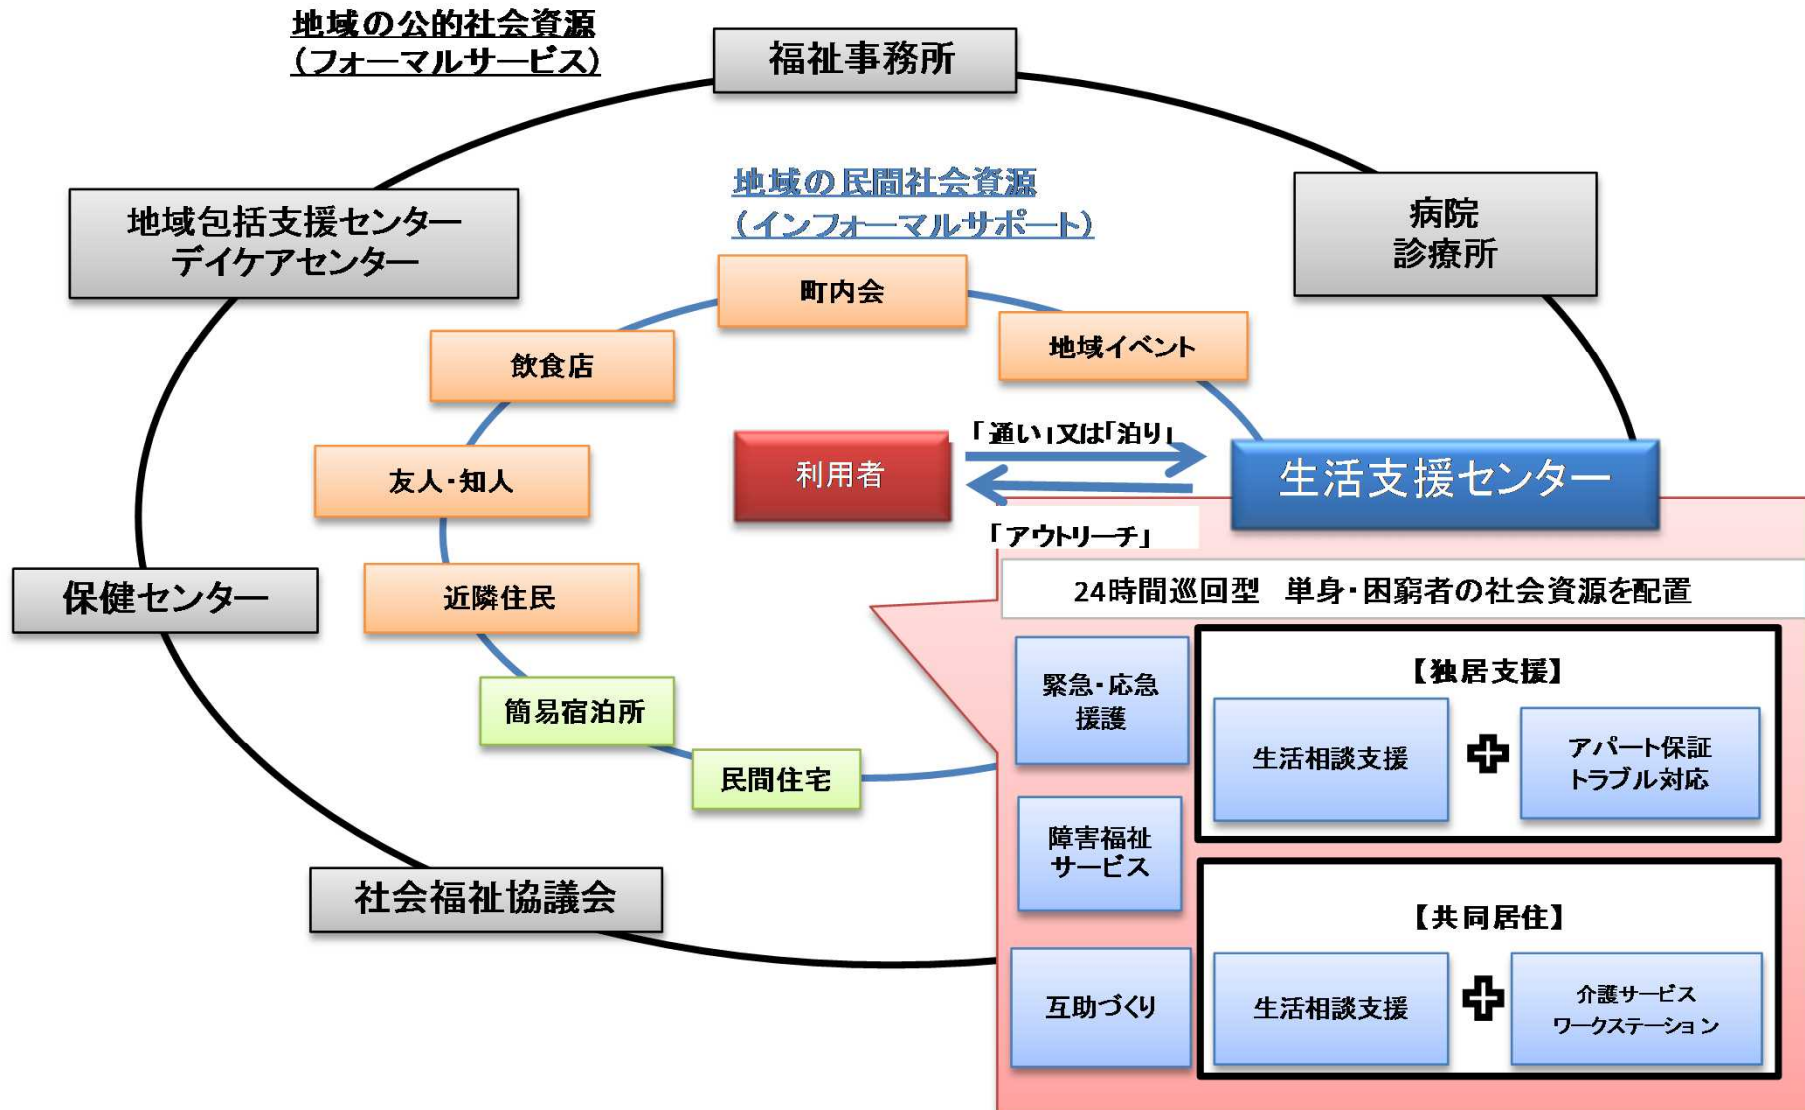 地域の公的社会資源
（フォーマルサービス）
福祉事務所
地域の民間社会資源
（インフォーマルサポート）
地域包括支援センター
デイケアセンター
病院
診療所
町内会
地域イベント
飲食店
「通い」又は「泊り」
利用者
生活支援センター
友人・知人
「アウトリーチ」
保健センター
近隣住民
24時間巡回型　単身・困窮者の社会資源を配置
簡易宿泊所
民間住宅
緊急・応急
援護
【独居支援】
生活相談支援
アパート保証
トラブル対応
障害福祉
サービス
社会福祉協議会
【共同居住】
互助づくり
生活相談支援
介護サービス
ワークステーション